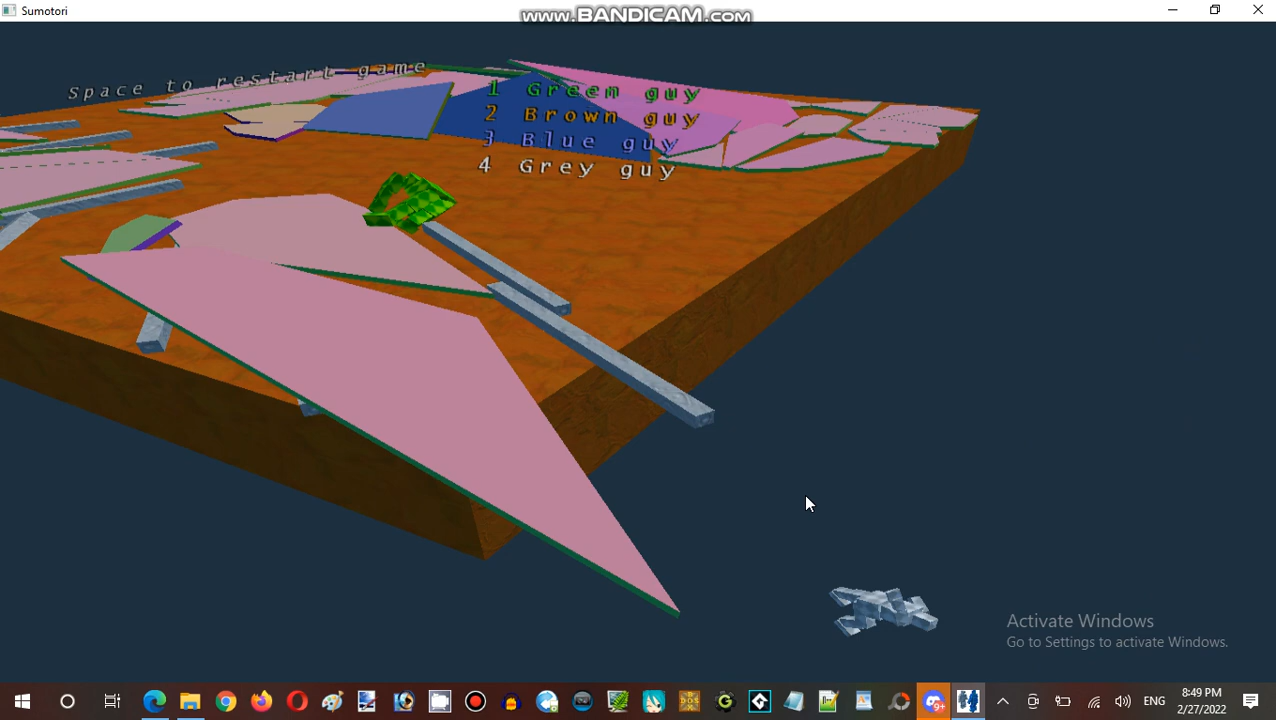 Sumotori
www.BANDICAM.com
Space to restart game
1 Green guy
2 Brown guy
3 Blue guy
4 Grey guy
Activate Windows
Go to Settings to activate Windows.
ENG
8:49 PM
2/27/2022